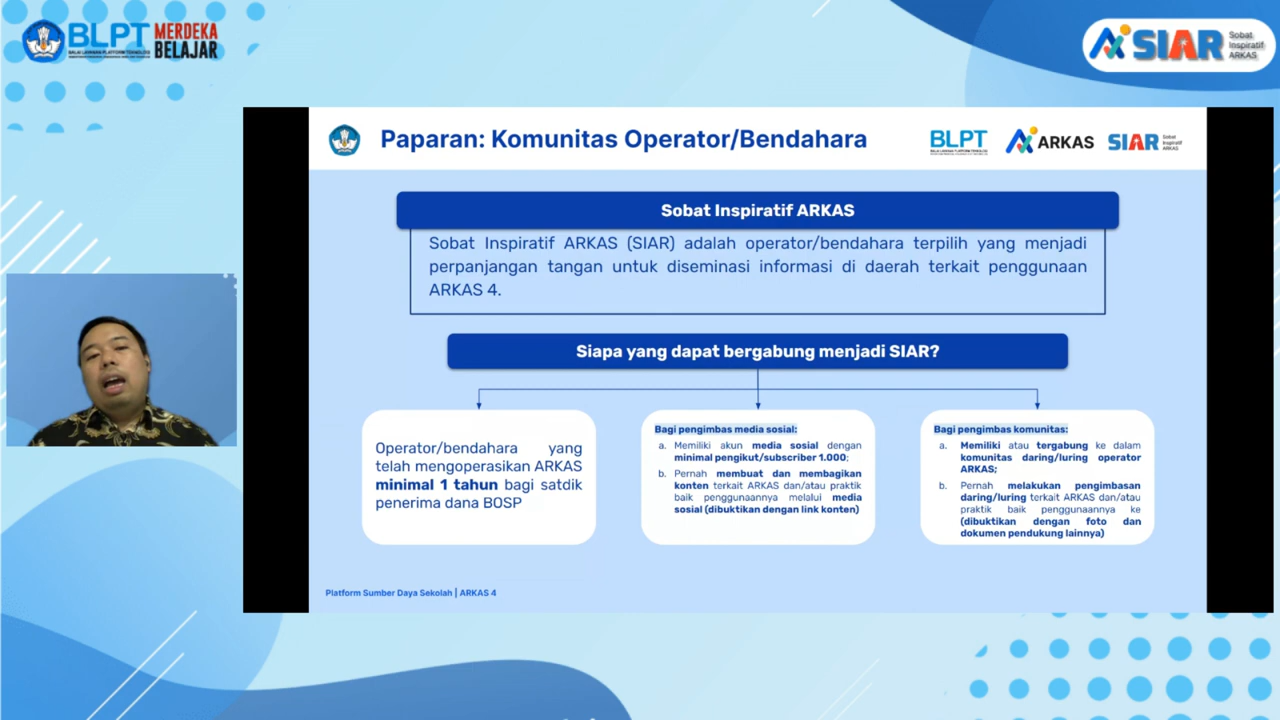 BLPT
MERDEKA
BELAJAR
SIAR
Sobat
Inspiratif
ARKAS
Paparan: Komunitas Operator/Bendahara
BLPT
ARKAS
SIAR
Sobat
Inspiratif
ARKAS
Sobat Inspiratif ARKAS
Sobat Inspiratif ARKAS (SIAR) adalah operator/bendahara terpilih yang menjadi
perpanjangan tangan untuk diseminasi informasi di daerah terkait penggunaan
ARKAS 4.
Siapa yang dapat bergabung menjadi SIAR?
Operator/bendahara yang
telah mengoperasikan ARKAS
minimal 1 tahun bagi satdik
penerima dana BOSP
Bagi pengimbas media sosial:
a. Memiliki akun media sosial dengan
minimal pengikut/subscriber 1.000;
b. Pernah membuat dan membagikan
konten terkait ARKAS dan/atau praktik
baik penggunaannya melalui media
sosial (dibuktikan dengan link konten)
Bagi pengimbas komunitas:
a. Memiliki atau tergabung ke dalam
komunitas daring/luring operator
ARKAS;
b. Pernah melakukan pengimbasan
daring/luring terkait ARKAS dan/atau
praktik baik penggunaannya ke
(dibuktikan dengan foto dan
dokumen pendukung lainnya)
Platform Sumber Daya Sekolah | ARKAS 4